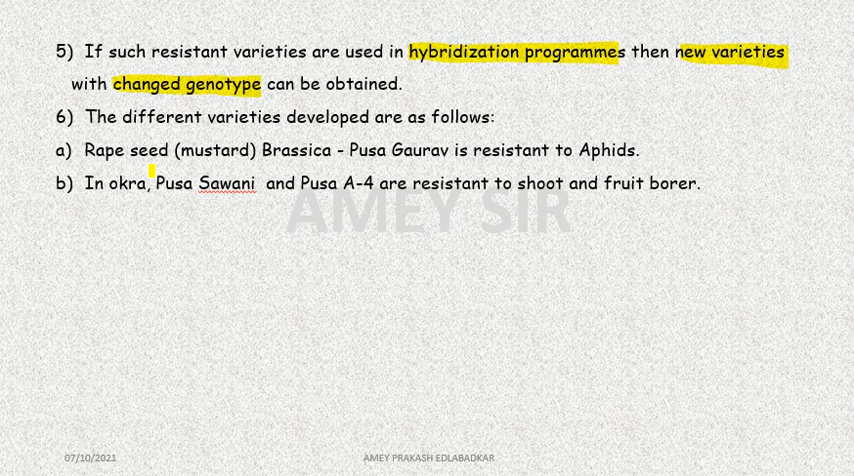 5) If such resistant varieties are used in hybridization programmes then new varieties
with changed genotype can be obtained.
6) The different varieties developed are as follows:
a) Rape seed (mustard) Brassica - Pusa Gaurav is resistant to Aphids.
b) In okra, Pusa Sawani and Pusa A-4 are resistant to shoot and fruit borer.
AMEY SIR
07/10/2021 AMEY PRAKASH EDLABADKAR